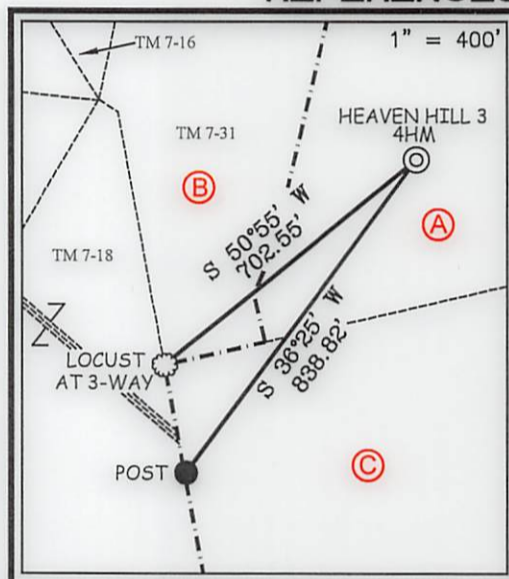 TM 7-16
1" = 400'
HEAVEN HILL 3
4HM
TM 7-31
B
A
S 50°55' W
702.55'
TM 7-18
LOCUST
AT 3-WAY
S 36°25' W
838.82'
POST
C